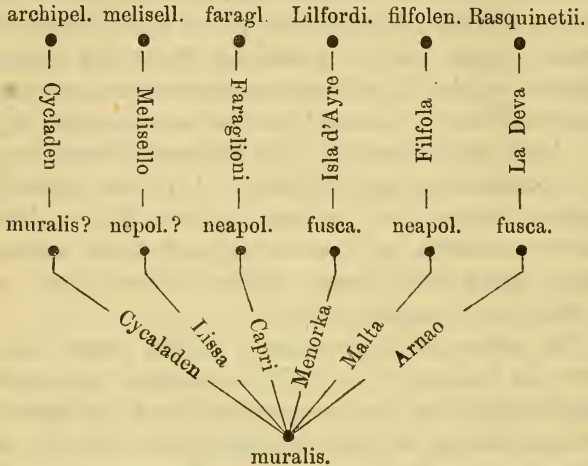 archipel. melisell. faragl. Lilfordi. filfolen. Rasquinetii.
Cycladen
Melisello
Faraglioni
Isla d'Ayre
Filfola
La Deva
muralis? nepol.? neapol. fusca. neapol. fusca.
Cycaladen
Lissa
Capri
Menorka
Malta
Arnao
muralis.